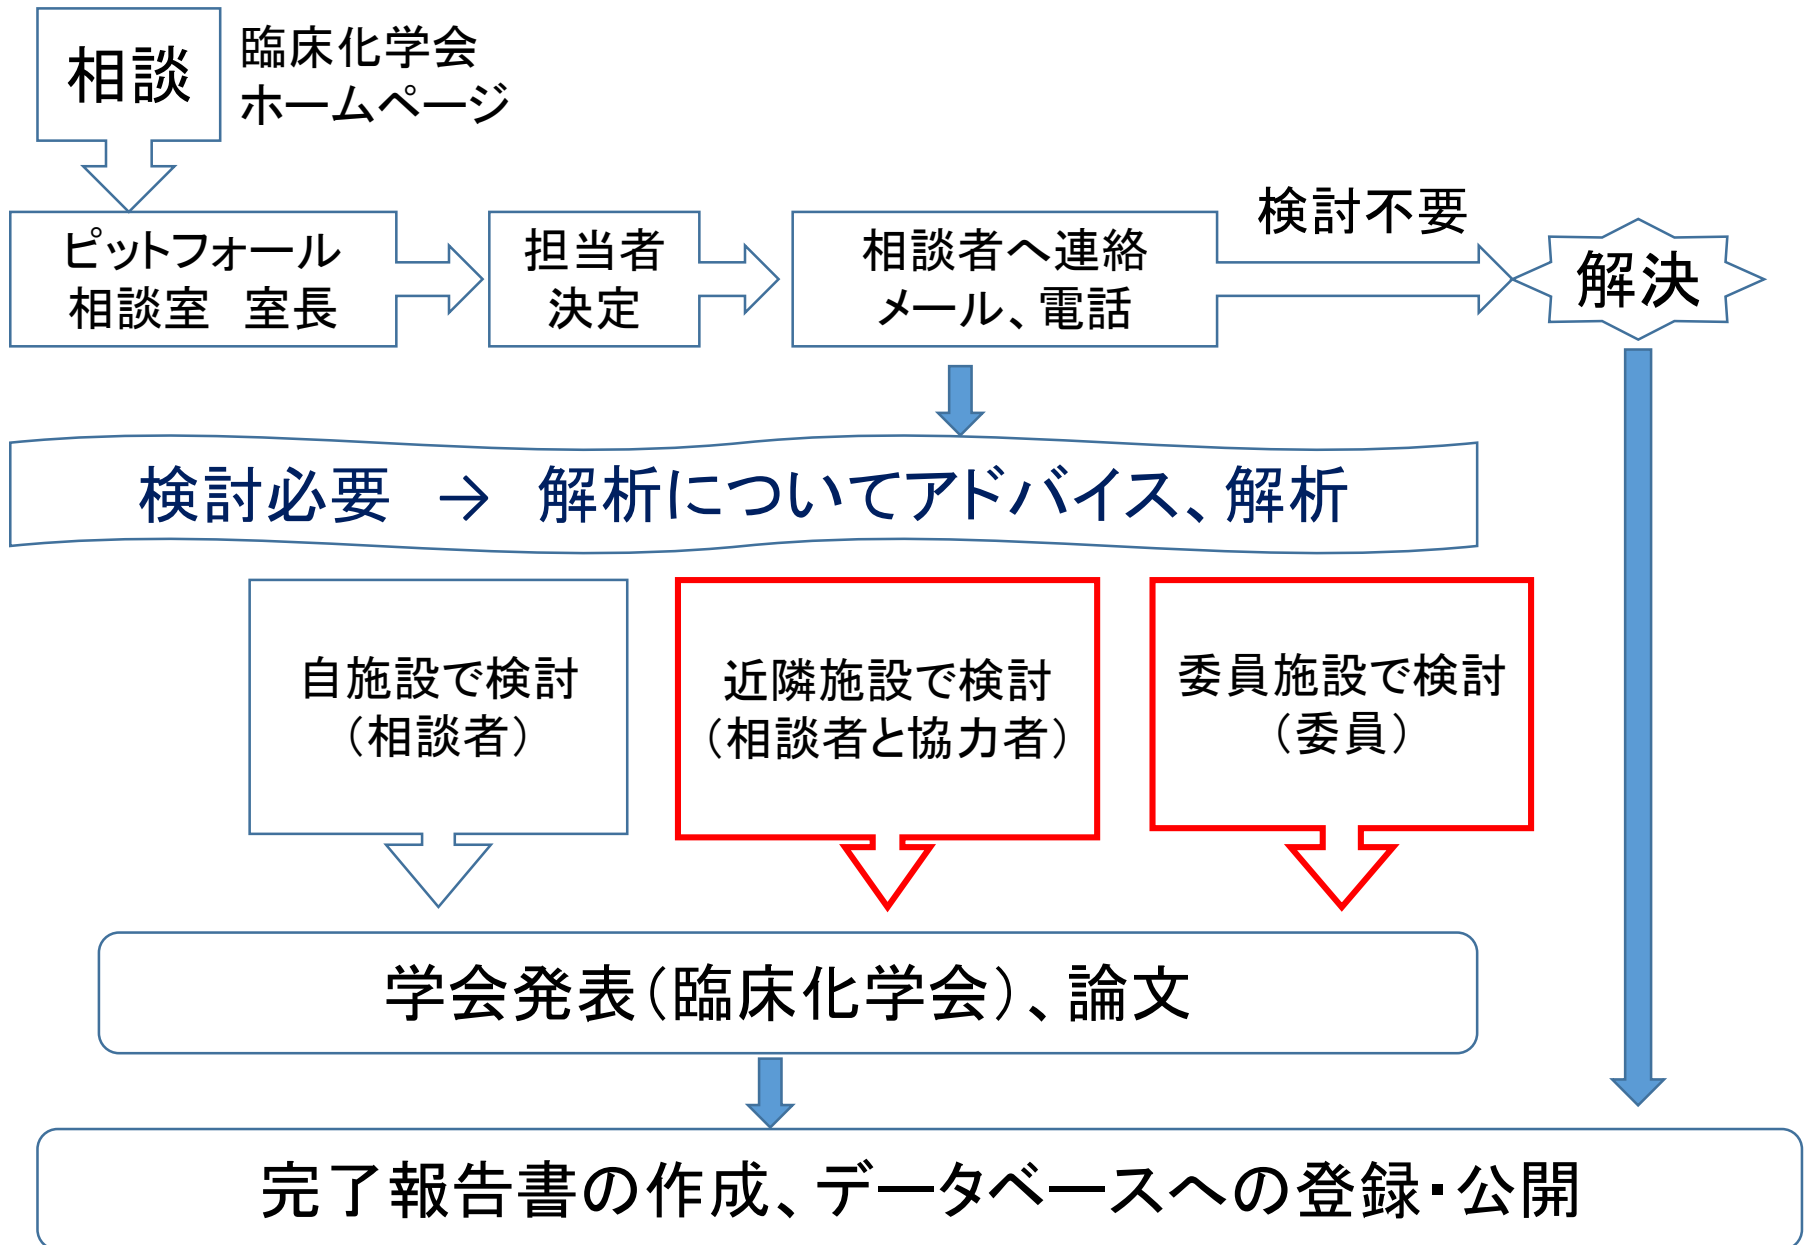 相談
臨床化学会
ホームページ
検討不要
ピットフォール
相談室　室長
担当者
決定
相談者へ連絡
メール、電話
解決
検討必要　→　解析についてアドバイス、解析
自施設で検討
（相談者）
近隣施設で検討
（相談者と協力者）
委員施設で検討
（委員）
学会発表（臨床化学会）、論文
完了報告書の作成、データベースへの登録・公開